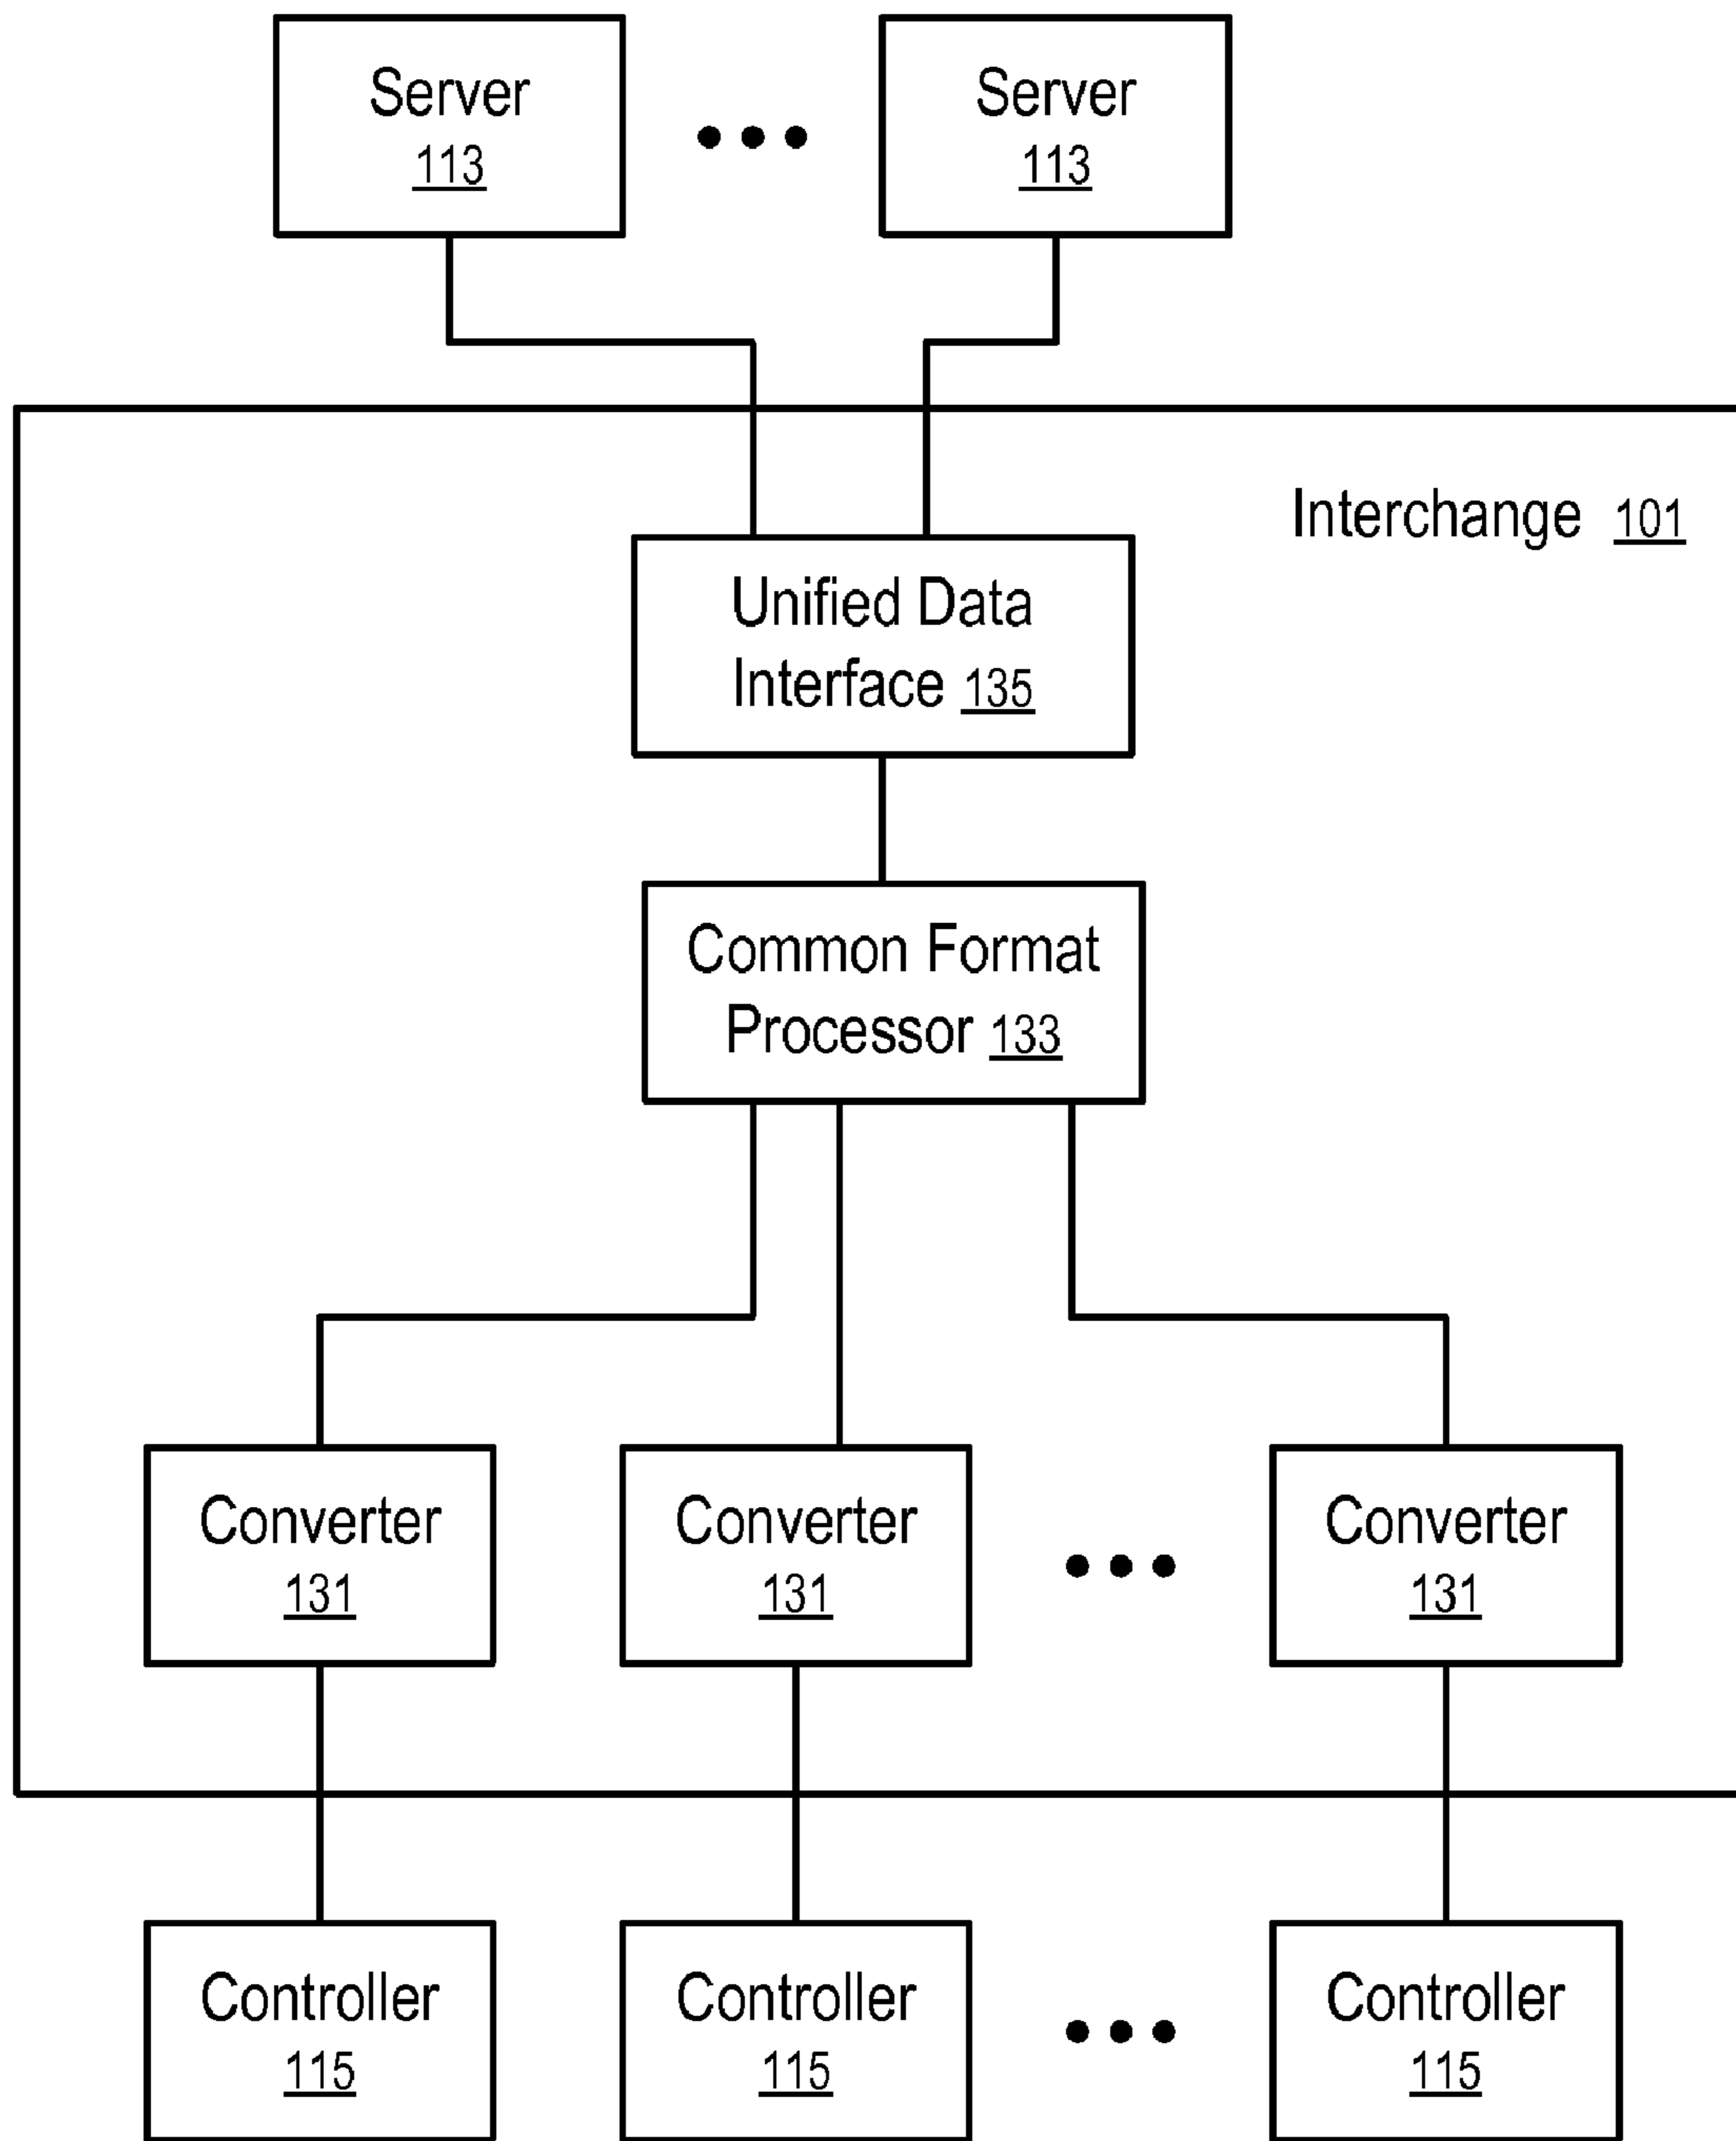 Server
113
Server
113
Interchange 101
Unified Data
Interface 135
Common Format
Processor 133
Converter
131
Converter
131
Converter
131
Controller
115
Controller
115
Controller
115